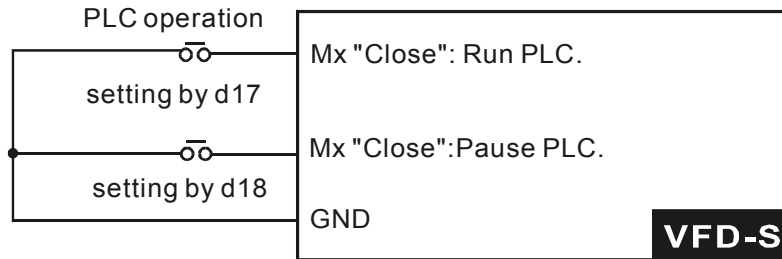 PLC operation
Mx "Close": Run PLC.
setting by d17
Mx "Close":Pause PLC.
setting by d18
GND
VFD-S